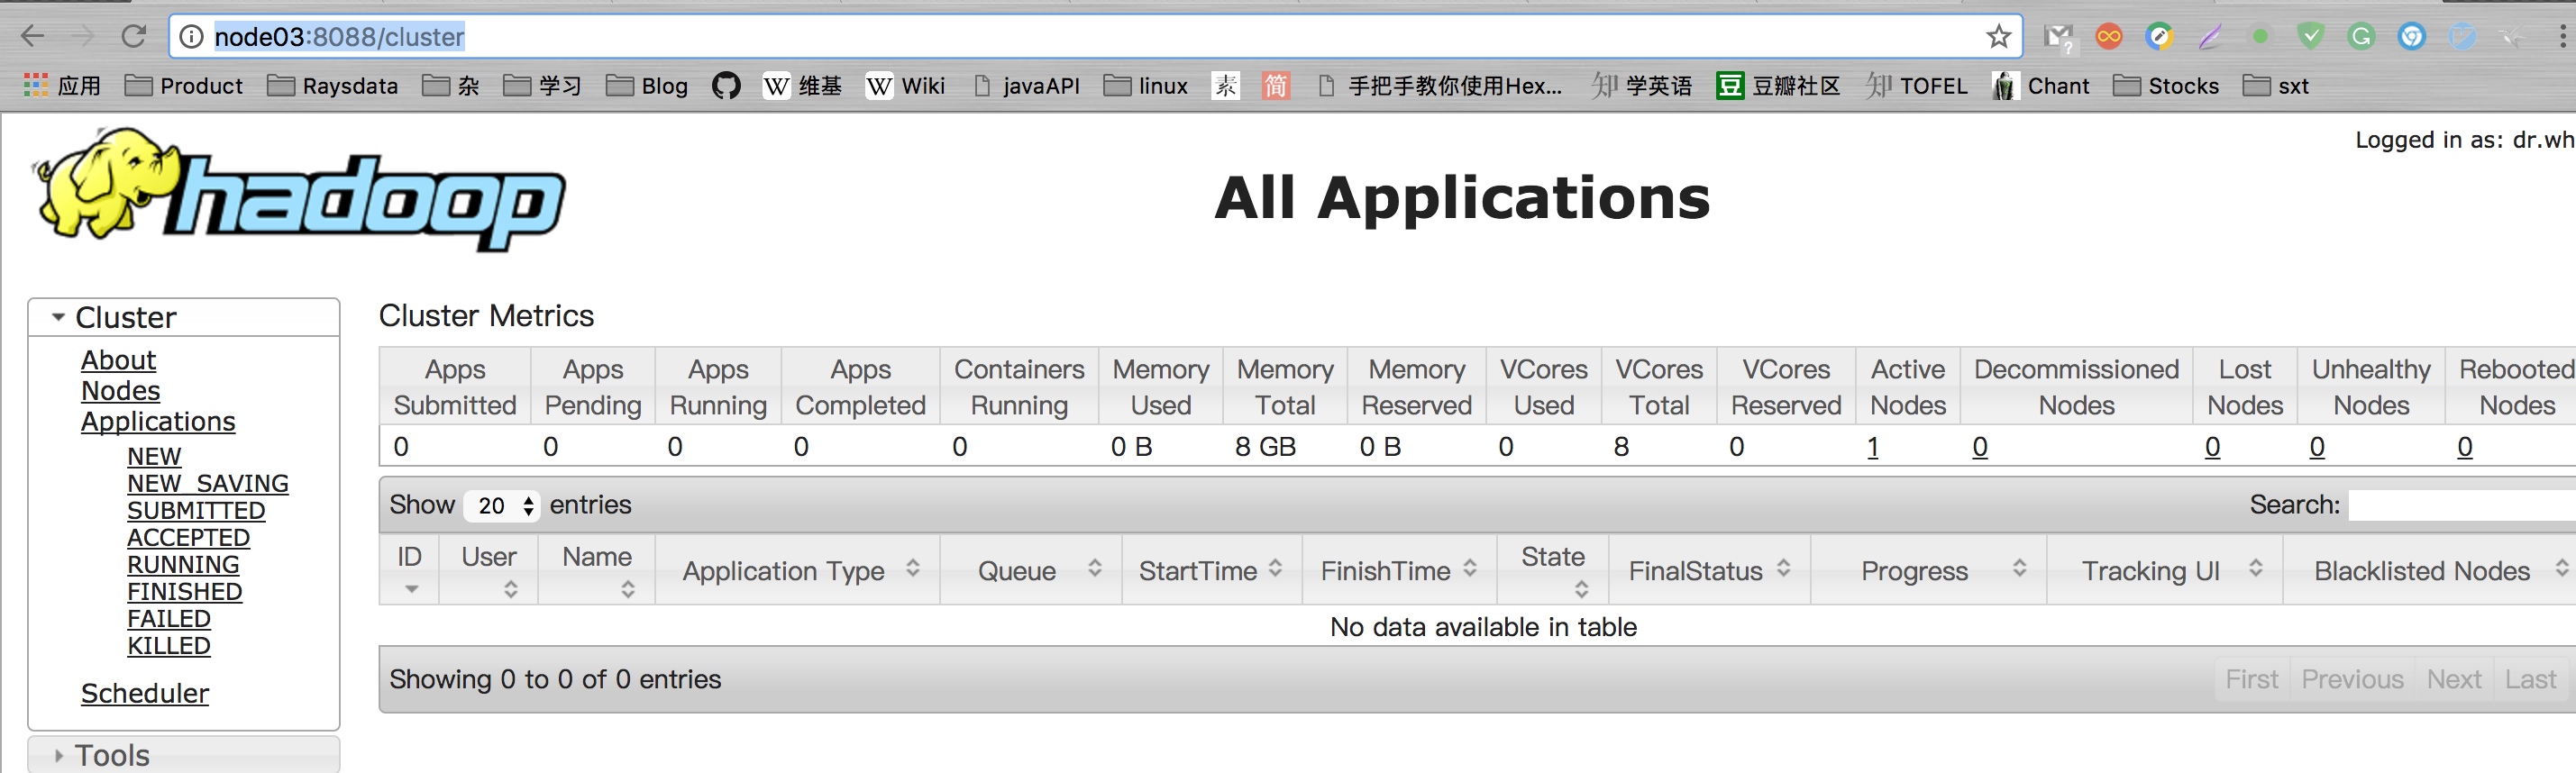 node03:8088/cluster
应用 Product Raysdata 杂 学习 Blog W 维基 W Wiki javaAPI linux 素 简 手把手教你使用Hex... 知 学英语 豆 豆瓣社区 知 TOFEL Chant Stocks sxt
Logged in as: dr.wh
hadoop
All Applications
Cluster
About
Nodes
Applications
NEW
NEW_SAVING
SUBMITTED
ACCEPTED
RUNNING
FINISHED
FAILED
KILLED
Scheduler
Tools
Cluster Metrics
Apps Submitted Apps Pending Apps Running Apps Completed Containers Running Memory Used Memory Total Memory Reserved VCores Used VCores Total VCores Reserved Active Nodes Decommissioned Nodes Lost Nodes Unhealthy Nodes Rebooted Nodes
0 0 0 0 0 0 B 8 GB 0 B 0 8 0 1 0 0 0 0
Show 20 entries Search:
ID User Name Application Type Queue StartTime FinishTime State FinalStatus Progress Tracking UI Blacklisted Nodes
No data available in table
Showing 0 to 0 of 0 entries First Previous Next Last